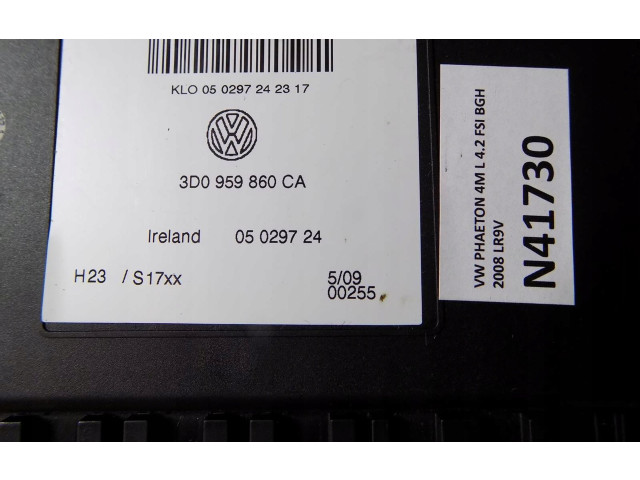 KLO 05 0297 24 23 17
3D0 959 860 CA
Ireland 05 0297 24
H23 / S17xx 5/09
00255
VW PHAETON 4M L 4.2 FSI BGH
2008 LR9V
N41730